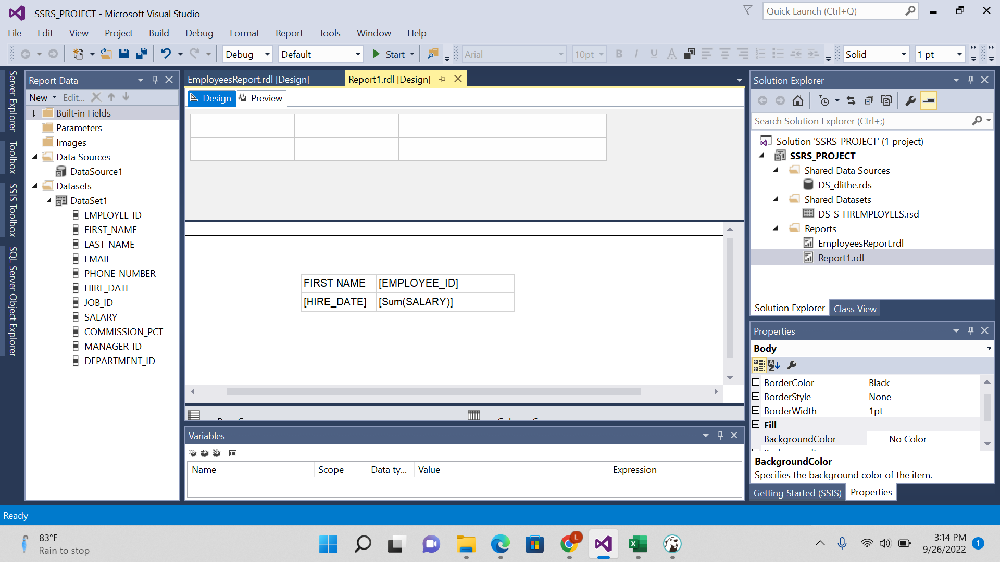 SSRS_PROJECT - Microsoft Visual Studio
Quick Launch (Ctrl+Q)
File Edit View Project Build Debug Format Report Tools Window Help
Debug Default Start Arial 10pt B I U A Solid 1 pt
Server Explorer
Toolbox
SSIS Toolbox
SQL Server Object Explorer
Report Data
New Edit...
Built-in Fields
Parameters
Images
Data Sources
DataSource1
Datasets
DataSet1
EMPLOYEE_ID
FIRST_NAME
LAST_NAME
EMAIL
PHONE_NUMBER
HIRE_DATE
JOB_ID
SALARY
COMMISSION_PCT
MANAGER_ID
DEPARTMENT_ID
EmployeesReport.rdl [Design] Report1.rdl [Design]
Design Preview
FIRST NAME [EMPLOYEE_ID]
[HIRE_DATE] [Sum(SALARY)]
Variables
Name Scope Data ty... Value Expression
Solution Explorer
Search Solution Explorer (Ctrl+;)
Solution 'SSRS_PROJECT' (1 project)
SSRS_PROJECT
Shared Data Sources
DS_dlithe.rds
Shared Datasets
DS_S_HREMPLOYEES.rsd
Reports
EmployeesReport.rdl
Report1.rdl
Solution Explorer Class View
Properties
Body
BorderColor Black
BorderStyle None
BorderWidth 1pt
Fill
BackgroundColor No Color
BackgroundColor
Specifies the background color of the item.
Getting Started (SSIS) Properties
Ready
83°F
Rain to stop
L
3:14 PM
9/26/2022
1